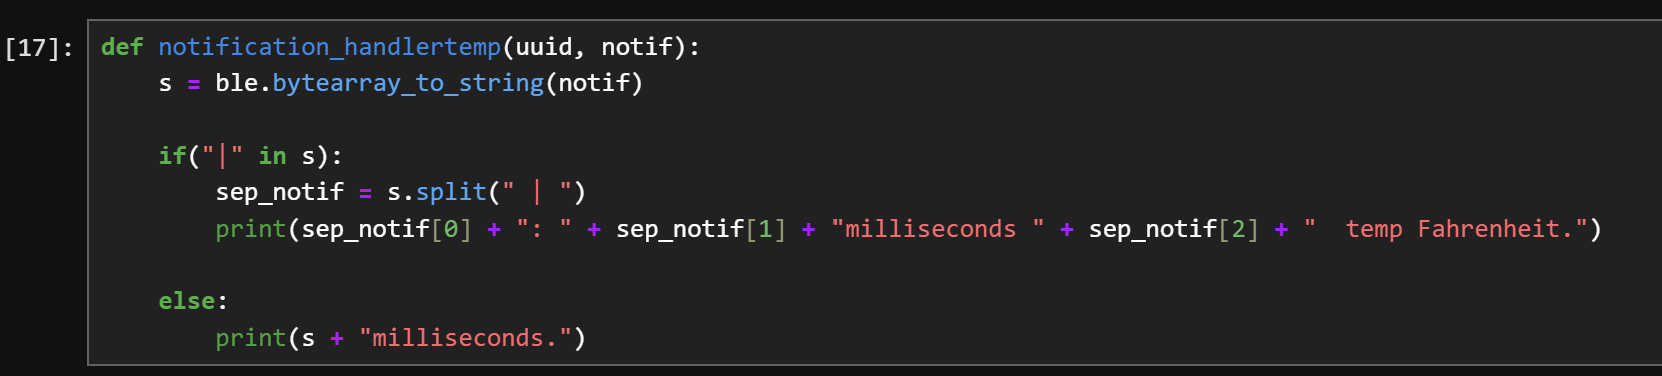 [17]: def notification_handlertemp(uuid, notif):
    s = ble.bytearray_to_string(notif)
    if("|" in s):
        sep_notif = s.split(" | ")
        print(sep_notif[0] + ": " + sep_notif[1] + "milliseconds " + sep_notif[2] + "  temp Fahrenheit.")
    else:
        print(s + "milliseconds.")